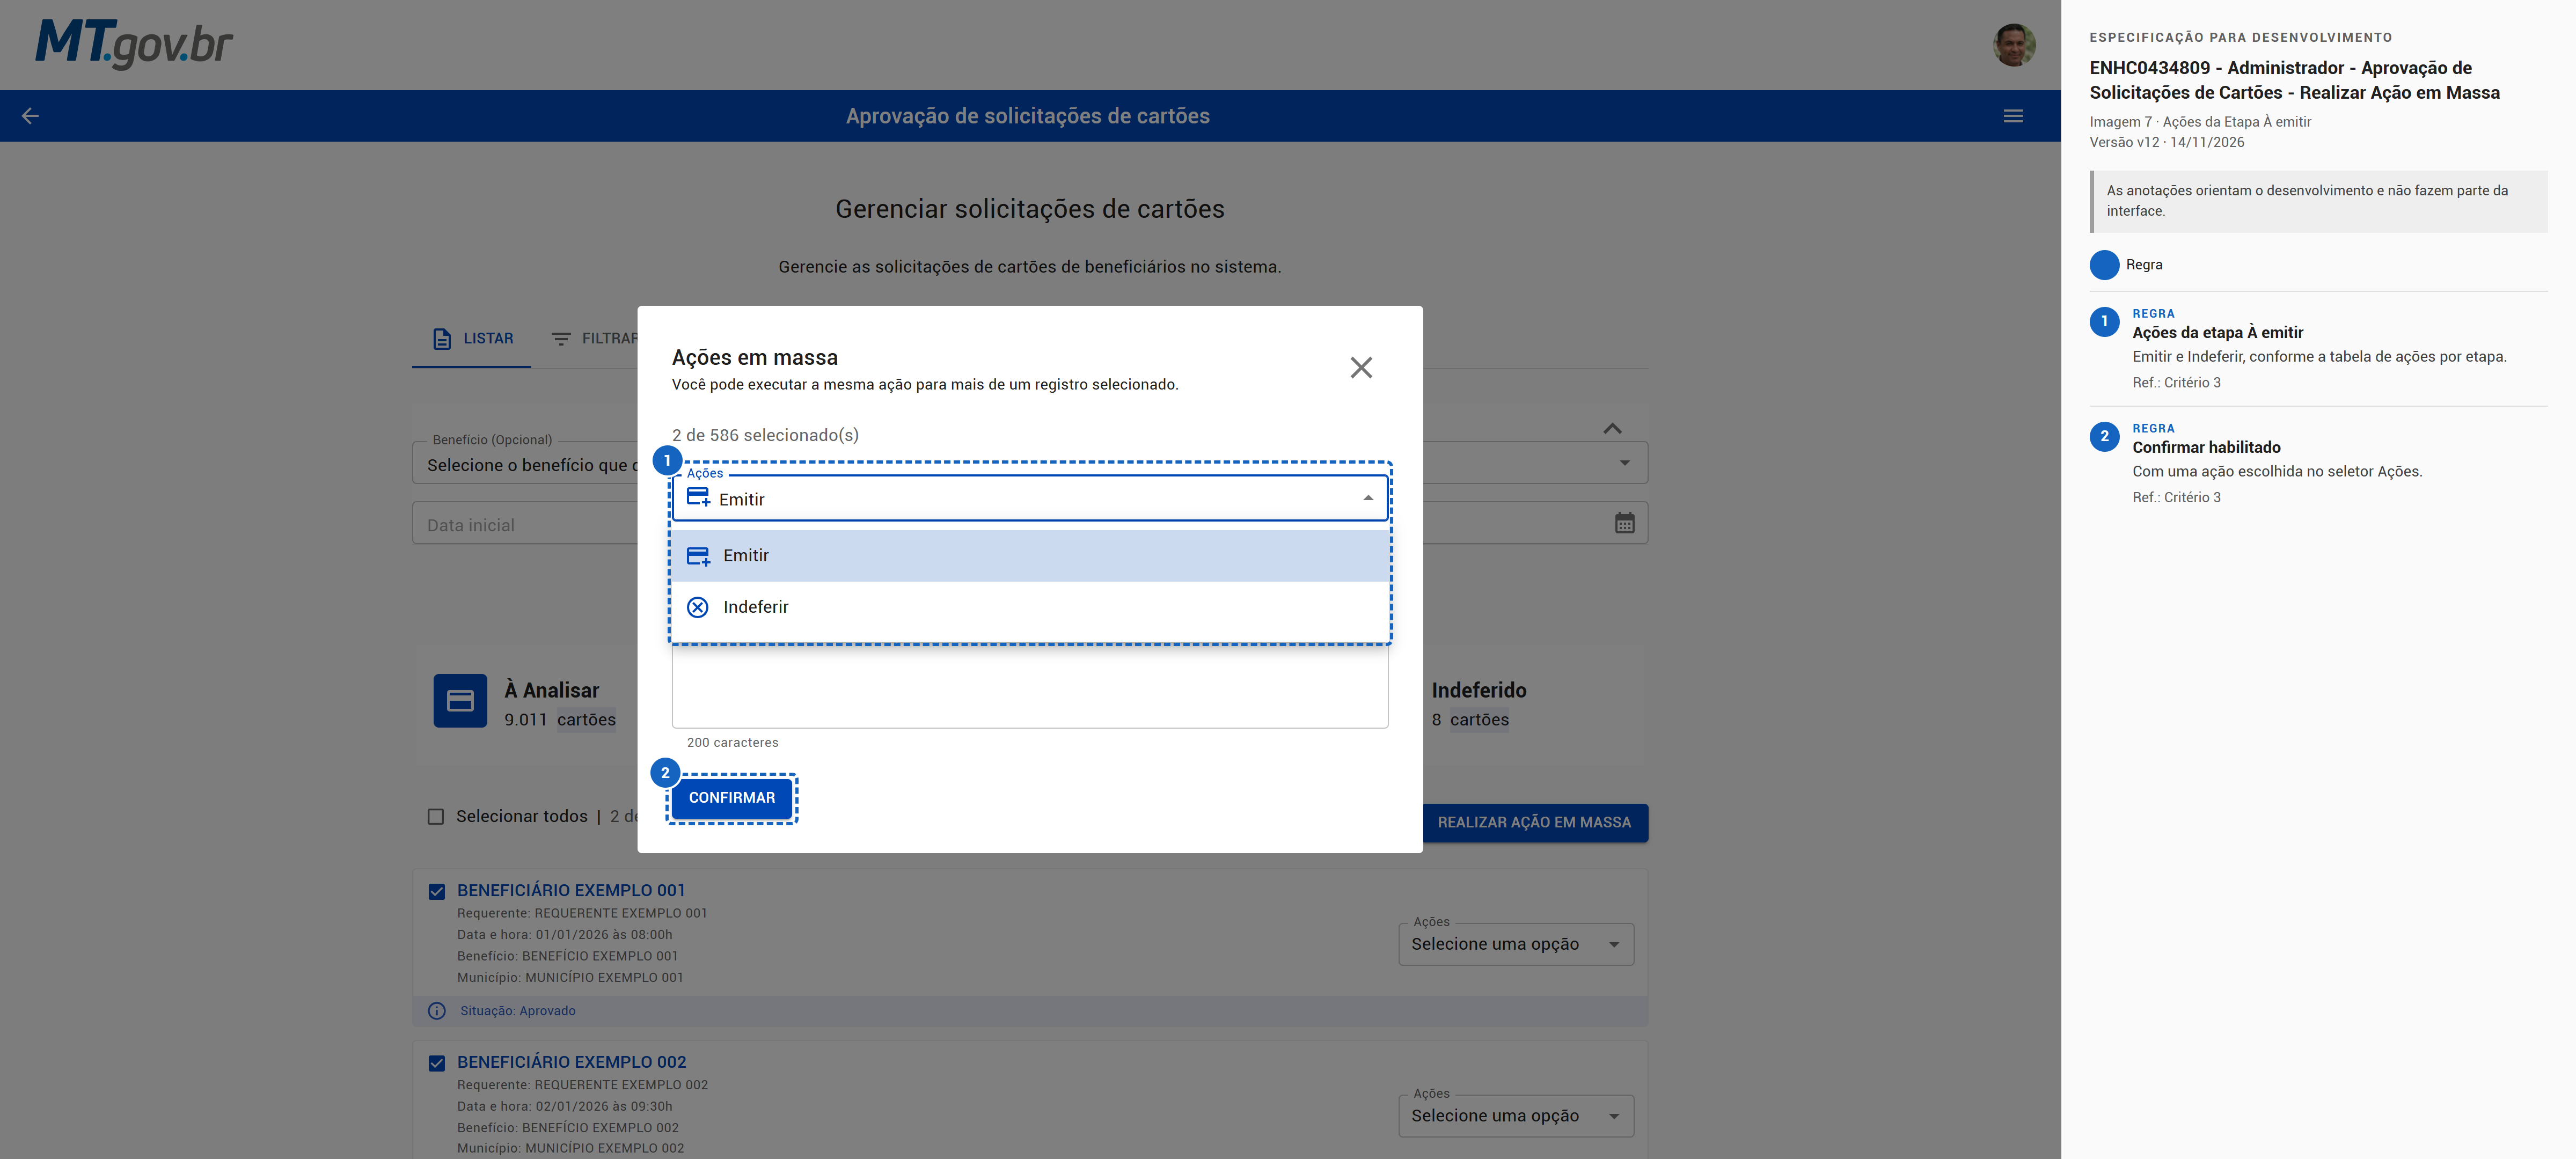 MT.gov.br
Aprovação de solicitações de cartões
Gerenciar solicitações de cartões
Gerencie as solicitações de cartões de beneficiários no sistema.
LISTAR
FILTRAR
Benefício (Opcional)
Selecione o benefício que
Data inicial
À Analisar
9.011 cartões
Indeferido
8 cartões
Selecionar todos | 2 de
REALIZAR AÇÃO EM MASSA
Ações em massa
Você pode executar a mesma ação para mais de um registro selecionado.
2 de 586 selecionado(s)
1
Ações
Emitir
Emitir
Indeferir
200 caracteres
2
CONFIRMAR
BENEFICIÁRIO EXEMPLO 001
Requerente: REQUERENTE EXEMPLO 001
Data e hora: 01/01/2026 às 08:00h
Benefício: BENEFÍCIO EXEMPLO 001
Município: MUNICÍPIO EXEMPLO 001
Ações
Selecione uma opção
Situação: Aprovado
BENEFICIÁRIO EXEMPLO 002
Requerente: REQUERENTE EXEMPLO 002
Data e hora: 02/01/2026 às 09:30h
Benefício: BENEFÍCIO EXEMPLO 002
Município: MUNICÍPIO EXEMPLO 002
Ações
Selecione uma opção
ESPECIFICAÇÃO PARA DESENVOLVIMENTO
ENHC0434809 - Administrador - Aprovação de
Solicitações de Cartões - Realizar Ação em Massa
Imagem 7 · Ações da Etapa À emitir
Versão v12 · 14/11/2026
As anotações orientam o desenvolvimento e não fazem parte da
interface.
Regra
1
REGRA
Ações da etapa À emitir
Emitir e Indeferir, conforme a tabela de ações por etapa.
Ref.: Critério 3
2
REGRA
Confirmar habilitado
Com uma ação escolhida no seletor Ações.
Ref.: Critério 3